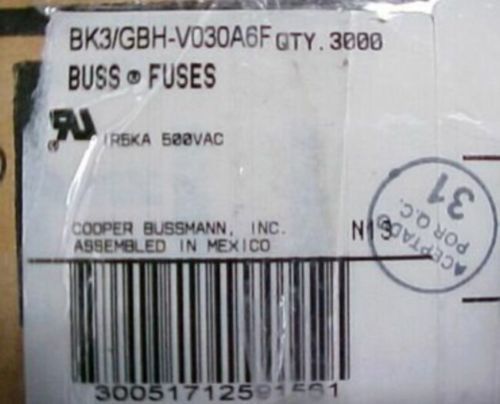 BK3/GBH-V030A6F QTY. 3000
BUSS ® FUSES
IR5KA 500VAC
COOPER BUSSMANN, INC.
ASSEMBLED IN MEXICO
N13
ACEPTADO
POR Q.C.
31
30051712591561